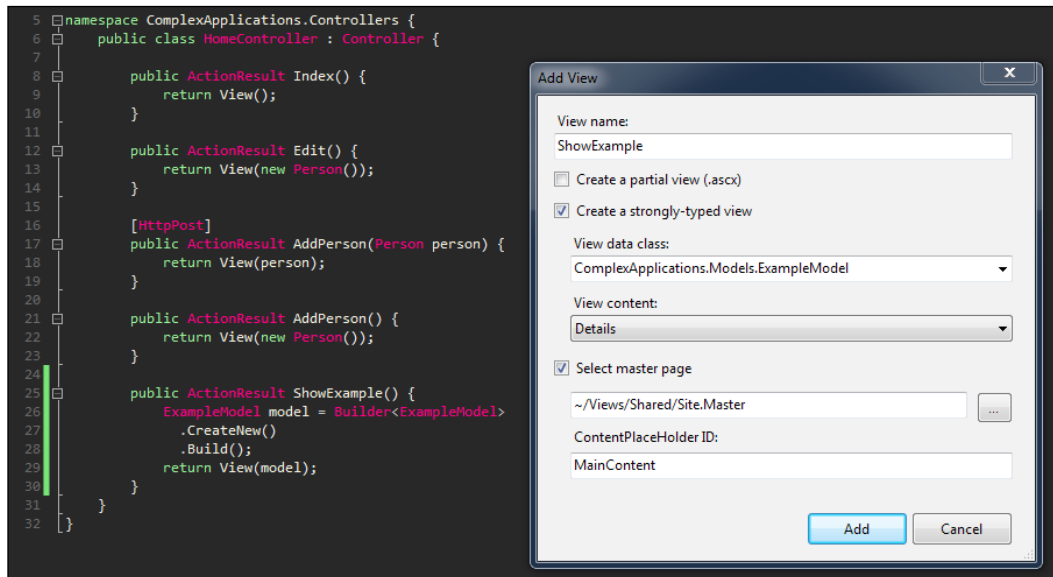 5 namespace ComplexApplications.Controllers {
6     public class HomeController : Controller {
7
8         public ActionResult Index() {
9             return View();
10         }
11
12         public ActionResult Edit() {
13             return View(new Person());
14         }
15
16         [HttpPost]
17         public ActionResult AddPerson(Person person) {
18             return View(person);
19         }
20
21         public ActionResult AddPerson() {
22             return View(new Person());
23         }
24
25         public ActionResult ShowExample() {
26             ExampleModel model = Builder<ExampleModel>
27               .CreateNew()
28               .Build();
29             return View(model);
30         }
31     }
32 }
Add View
View name:
ShowExample
Create a partial view (.ascx)
Create a strongly-typed view
View data class:
ComplexApplications.Models.ExampleModel
View content:
Details
Select master page
~/Views/Shared/Site.Master
...
ContentPlaceHolder ID:
MainContent
Add
Cancel